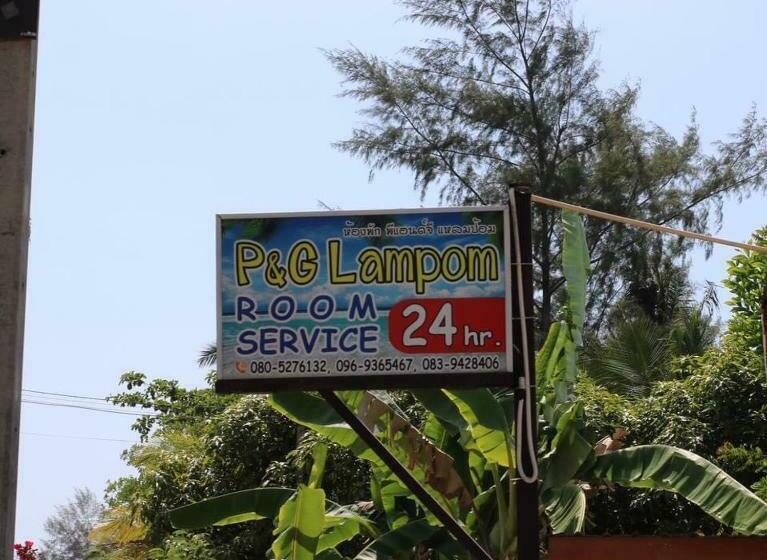 ห้องพัก พีแอนด์จี แหลมป้อม
P&G Lampom
ROOM
SERVICE 24 hr.
080-5276132, 096-9365467, 083-9428406